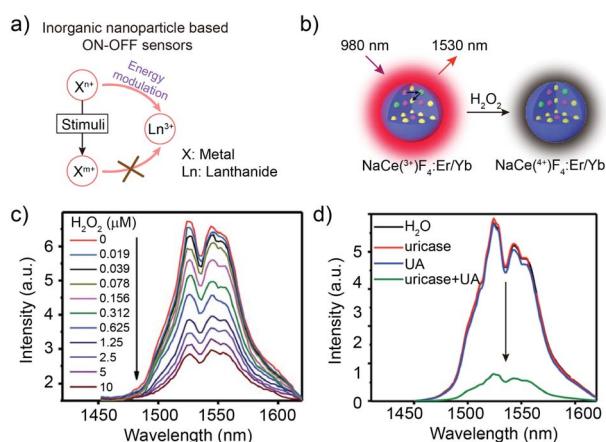 a)
Inorganic nanoparticle based
ON-OFF sensors
Energy
modulation
Xn+
Stimuli
Ln3+
Xm+
X: Metal
Ln: Lanthanide
b)
980 nm
1530 nm
H2O2
NaCe(3+)F4:Er/Yb
NaCe(4+)F4:Er/Yb
c)
H2O2 (μM)
0
0.019
0.039
0.078
0.156
0.312
0.625
1.25
2.5
5
10
Intensity (a.u.)
6
5
4
3
2
1450
1500
1550
1600
Wavelength (nm)
d)
H2O
uricase
UA
uricase+UA
Intensity (a.u.)
5
4
3
2
1
0
1450
1500
1550
1600
Wavelength (nm)